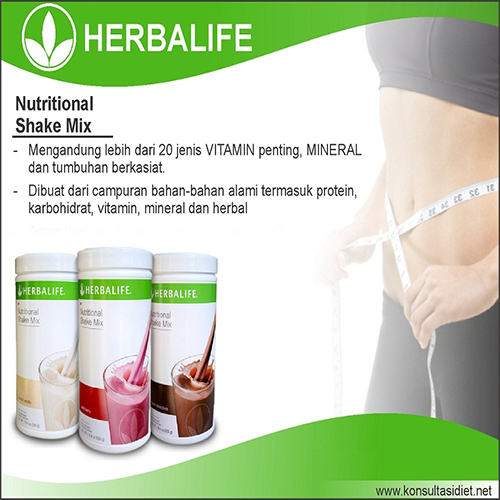 HERBALIFE
Nutritional
Shake Mix
- Mengandung lebih dari 20 jenis VITAMIN penting, MINERAL
dan tumbuhan berkasiat.
- Dibuat dari campuran bahan-bahan alami termasuk protein,
karbohidrat, vitamin, mineral dan herbal
HERBALIFE.
Nutritional
Shake Mix
HERBALIFE.
Nutritional
Shake Mix
HERBALIFE.
Nutritional
Shake Mix
www.konsultasidiet.net